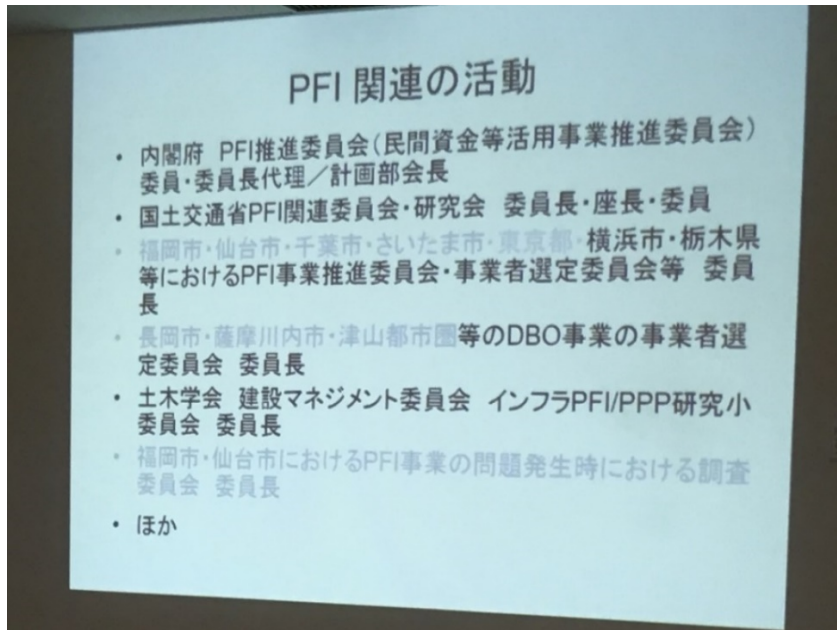 PFI 関連の活動
・ 内閣府 PFI推進委員会(民間資金等活用事業推進委員会)
委員・委員長代理/計画部会長
・ 国土交通省PFI関連委員会・研究会 委員長・座長・委員
・ 福岡市・仙台市・千葉市・さいたま市・東京都・横浜市・栃木県
等におけるPFI事業推進委員会・事業者選定委員会等 委員
長
・ 長岡市・薩摩川内市・津山都市圏等のDBO事業の事業者選
定委員会 委員長
・ 土木学会 建設マネジメント委員会 インフラPFI/PPP研究小
委員会 委員長
・ 福岡市・仙台市におけるPFI事業の問題発生時における調査
委員会 委員長
・ ほか